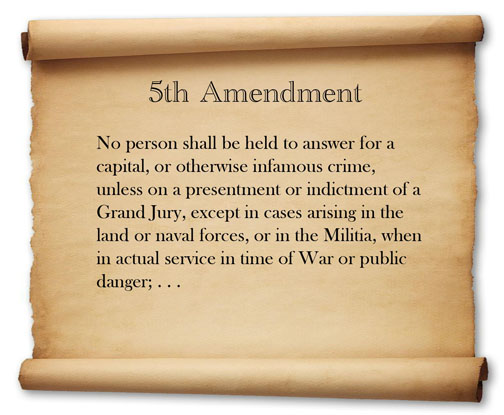 5th Amendment
No person shall be held to answer for a
capital, or otherwise infamous crime,
unless on a presentment or indictment of a
Grand Jury, except in cases arising in the
land or naval forces, or in the Militia, when
in actual service in time of War or public
danger; . . .